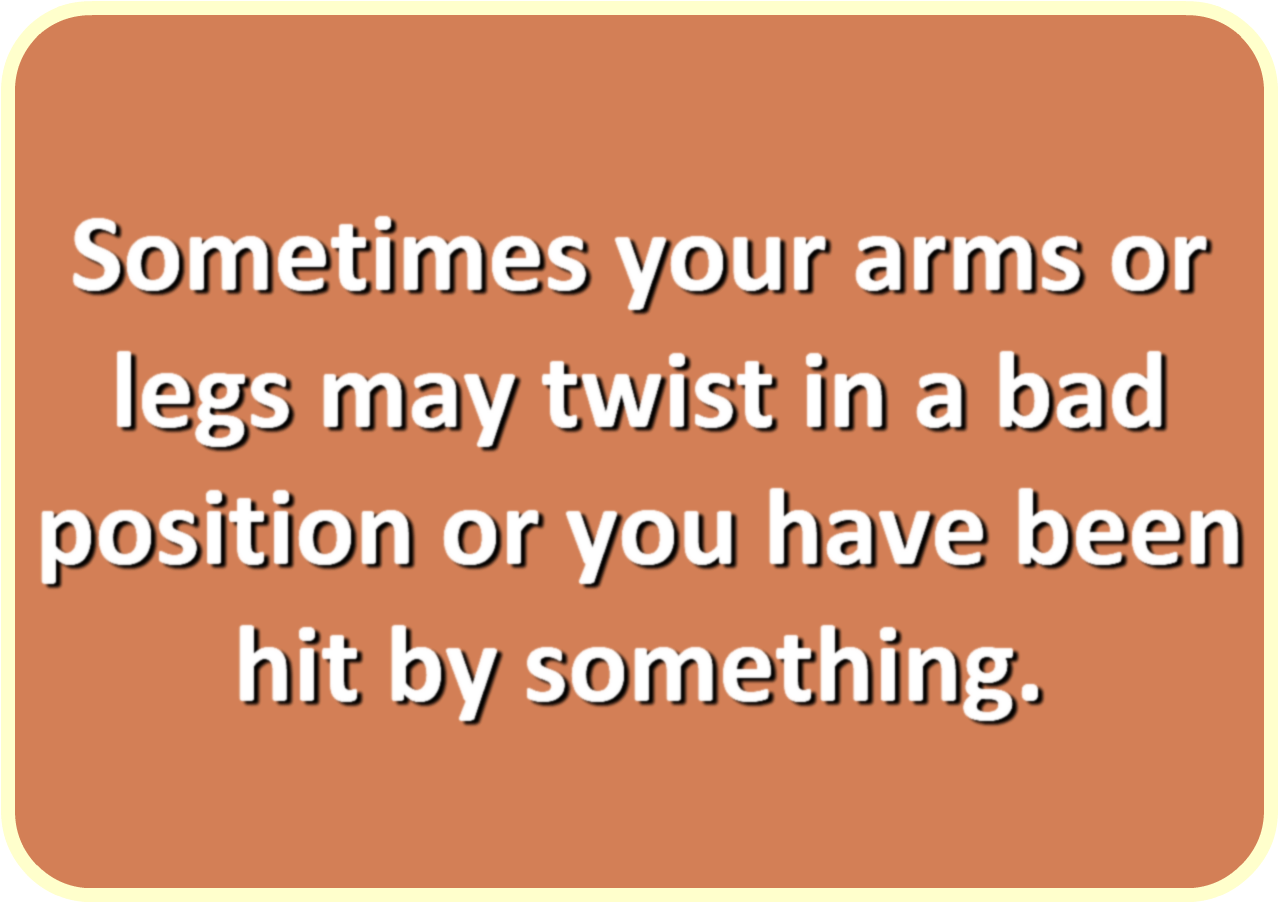 Sometimes your arms or
legs may twist in a bad
position or you have been
hit by something.